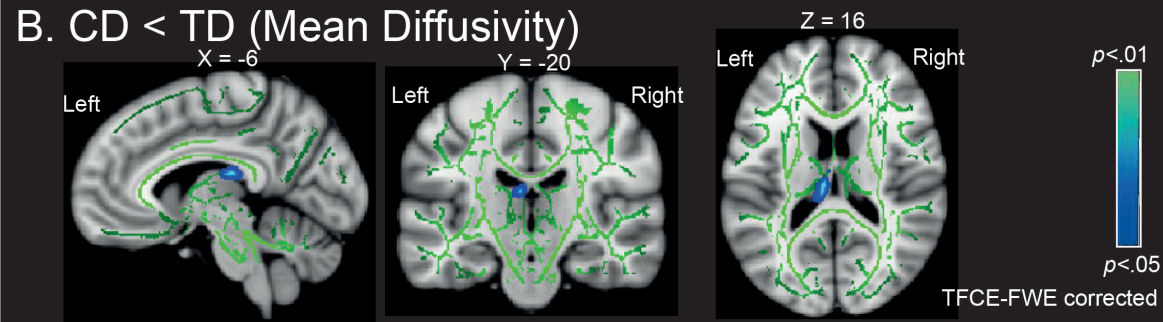 B. CD < TD (Mean Diffusivity)
X = -6
Y = -20
Z = 16
Left
Left
Right
Left
Right
p<.01
p<.05
TFCE-FWE corrected